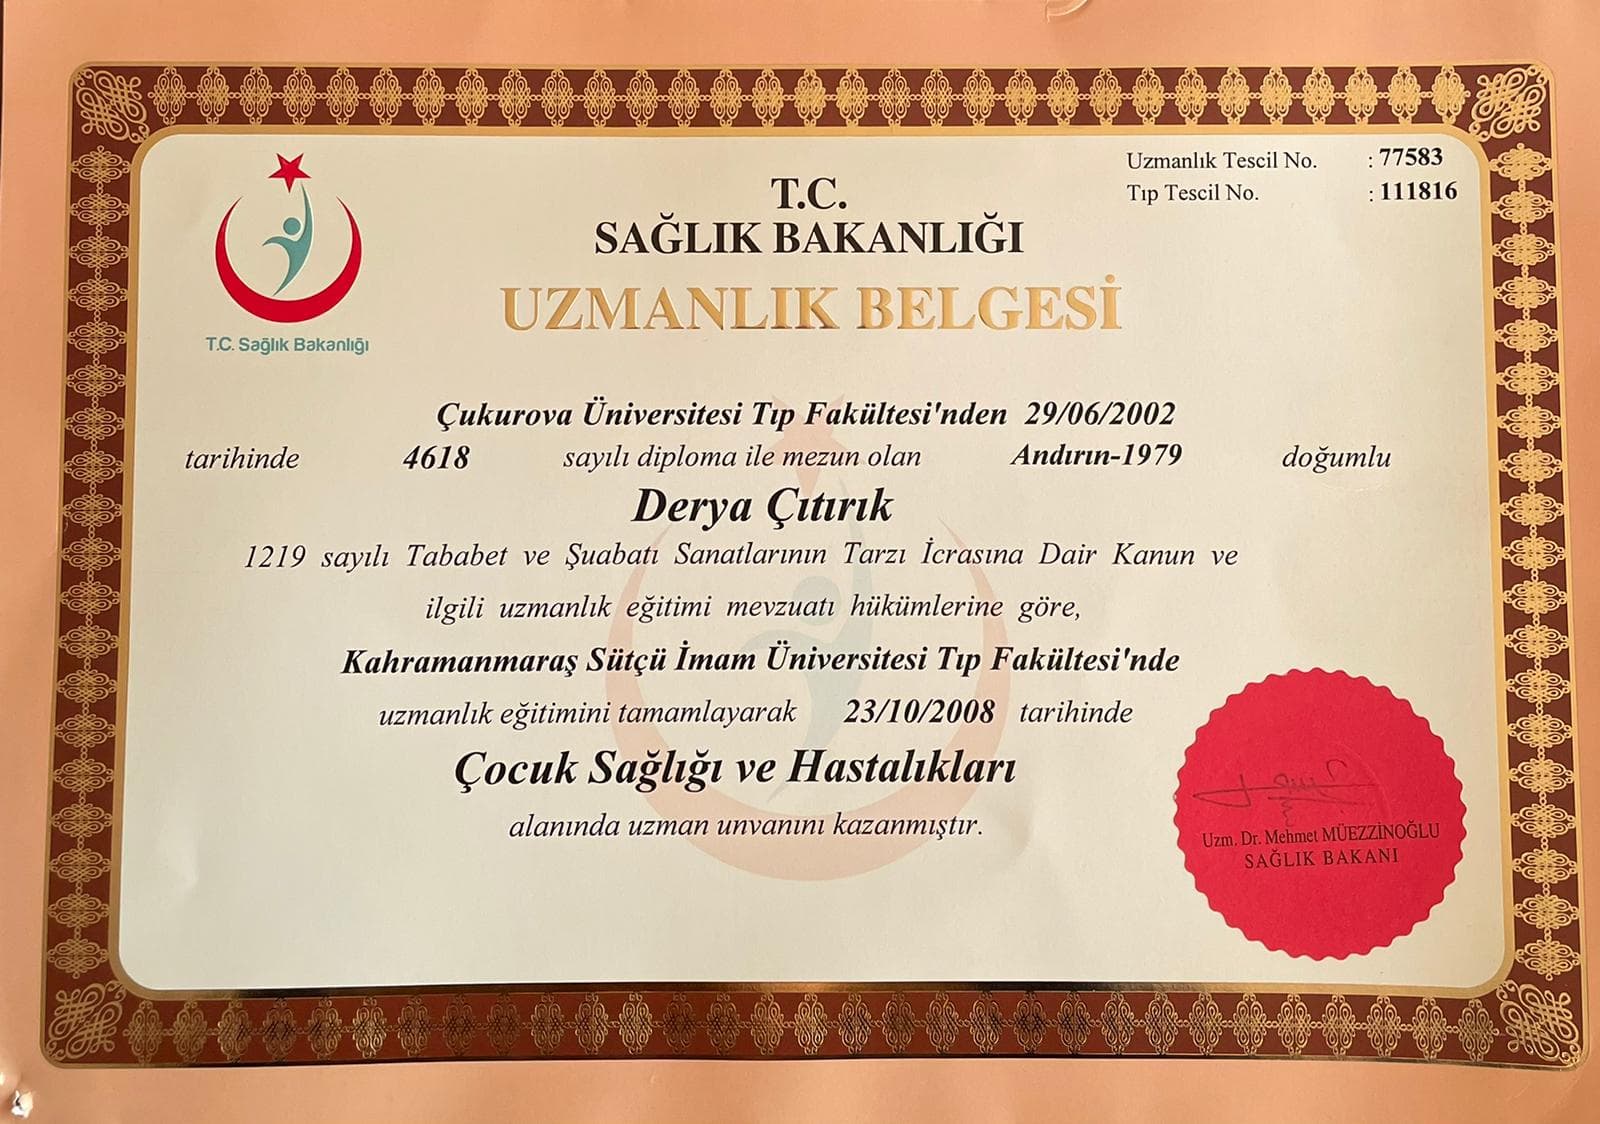 Uzmanlık Tescil No. : 77583
Tıp Tescil No. : 111816
T.C.
SAĞLIK BAKANLIĞI
UZMANLIK BELGESİ
T.C. Sağlık Bakanlığı
Çukurova Üniversitesi Tıp Fakültesi'nden 29/06/2002
tarihinde 4618 sayılı diploma ile mezun olan Andırın-1979 doğumlu
Derya Çıtırık
1219 sayılı Tababet ve Şuabatı Sanatlarının Tarzı İcrasına Dair Kanun ve
ilgili uzmanlık eğitimi mevzuatı hükümlerine göre,
Kahramanmaraş Sütçü İmam Üniversitesi Tıp Fakültesi'nde
uzmanlık eğitimini tamamlayarak 23/10/2008 tarihinde
Çocuk Sağlığı ve Hastalıkları
alanında uzman unvanını kazanmıştır.
Uzm. Dr. Mehmet MÜEZZİNOĞLU
SAĞLIK BAKANI